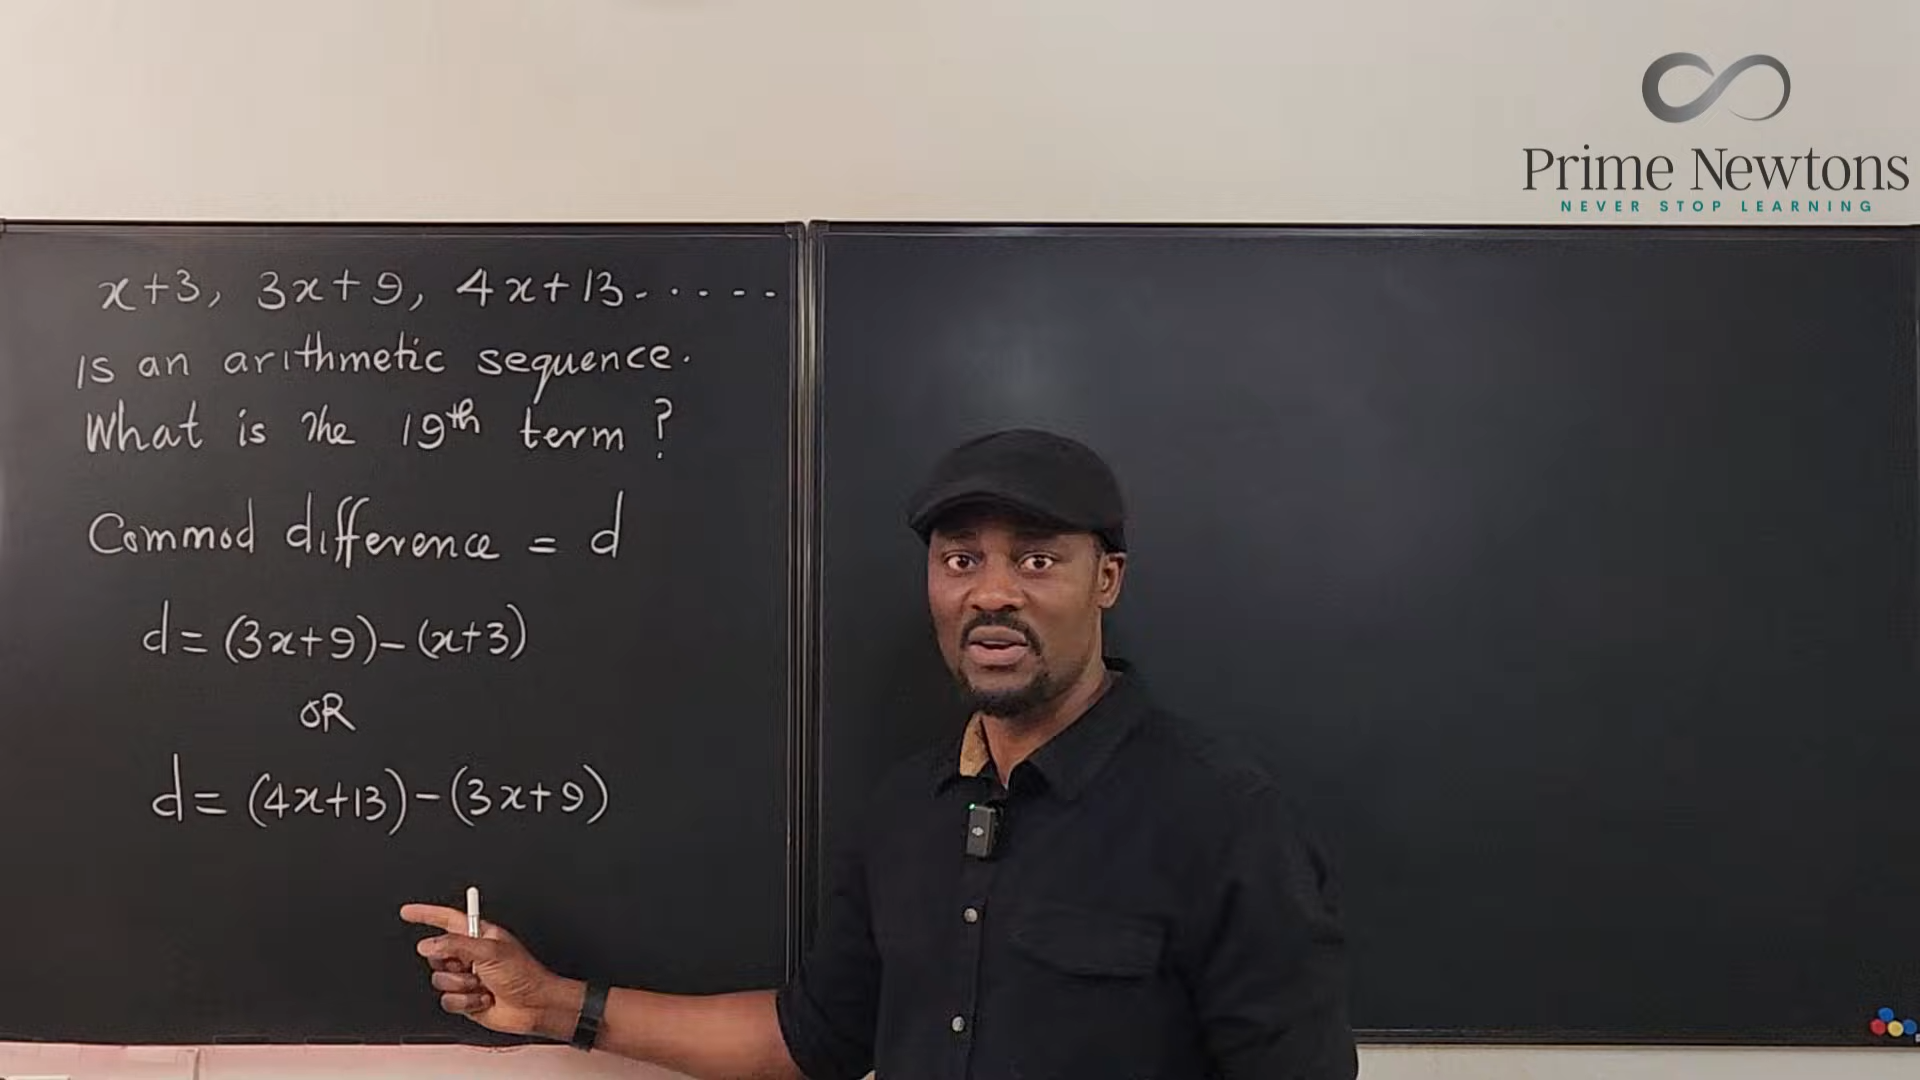 x+3, 3x+9, 4x+13.....
is an arithmetic sequence.
What is the 19th term ?
Commod difference = d
d = (3x+9)-(x+3)
OR
d = (4x+13)-(3x+9)
Prime Newtons
NEVER STOP LEARNING